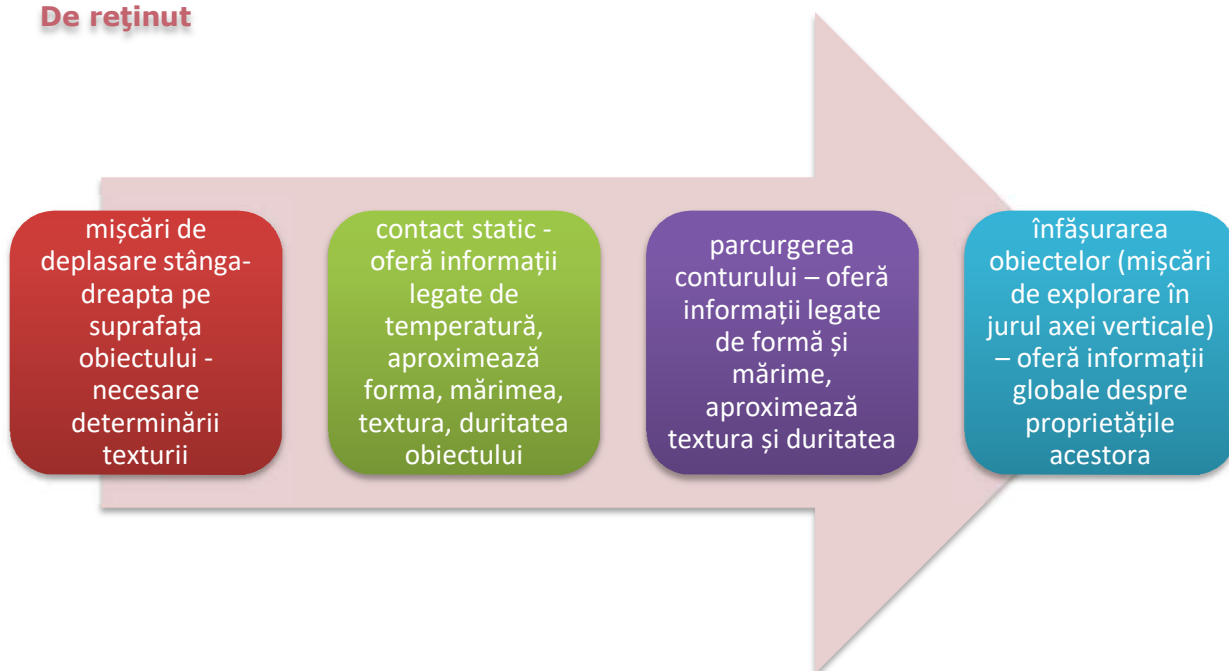 De reţinut
mișcări de
deplasare stânga-
dreapta pe
suprafața
obiectului -
necesare
determinării
texturii
contact static -
oferă informații
legate de
temperatură,
aproximează
forma, mărimea,
textura, duritatea
obiectului
parcurgerea
conturului – oferă
informații legate
de formă și
mărime,
aproximează
textura și duritatea
înfășurarea
obiectelor (mișcări
de explorare în
jurul axei verticale)
– oferă informații
globale despre
proprietățile
acestora